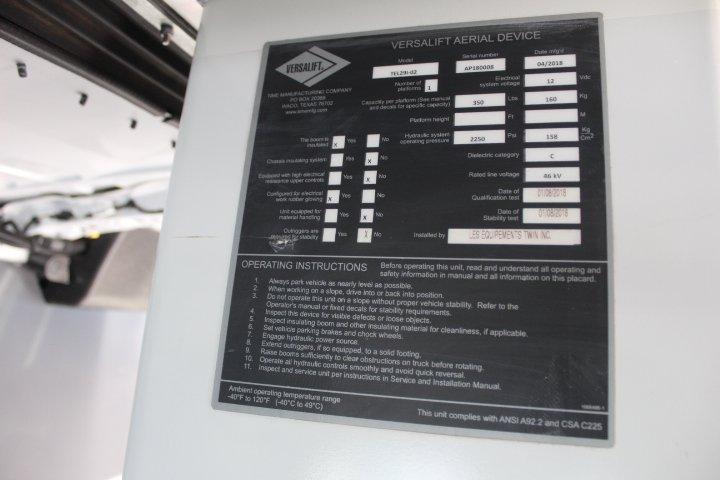 VERSALIFT AERIAL DEVICE
VERSALIFT
TIME MANUFACTURING COMPANY
PO BOX 20368
WACO, TEXAS 76702
www.timemfg.com
Model
TEL29I-02
Serial number
AP180008
Date mfg'd
04/2018
Number of platforms 1
Electrical system voltage 12 Vdc
Capacity per platform (See manual and decals for specific capacity) 350 Lbs 160 Kg
Platform height Ft M
Hydraulic system operating pressure 2250 Psi 158 Kg Cm²
Dielectric category C
Rated line voltage 46 kV
Date of Qualification test 01/08/2018
Date of Stability test 01/08/2018
Installed by LES EQUIPEMENTS TWIN INC.
The boom is insulated X Yes No
Chassis insulating system Yes X No
Equipped with high electrical resistance upper controls Yes X No
Configured for electrical work rubber gloving X Yes No
Unit equipped for material handling Yes X No
Outriggers are required for stability Yes X No
OPERATING INSTRUCTIONS
Before operating this unit, read and understand all operating and
safety information in manual and all information on this placard.
1. Always park vehicle as nearly level as possible.
2. When working on a slope, drive into or back into position.
3. Do not operate this unit on a slope without proper vehicle stability. Refer to the
Operator's manual or fixed decals for stability requirements.
4. Inspect this device for visible defects or loose objects.
5. Inspect insulating boom and other insulating material for cleanliness, if applicable.
6. Set vehicle parking brakes and chock wheels.
7. Engage hydraulic power source.
8. Extend outriggers, if so equipped, to a solid footing.
9. Raise booms sufficiently to clear obstructions on truck before rotating.
10. Operate all hydraulic controls smoothly and avoid quick reversal.
11. Inspect and service unit per instructions in Service and Installation Manual.
Ambient operating temperature range
-40°F to 120°F (-40°C to 49°C)
This unit complies with ANSI A92.2 and CSA C225